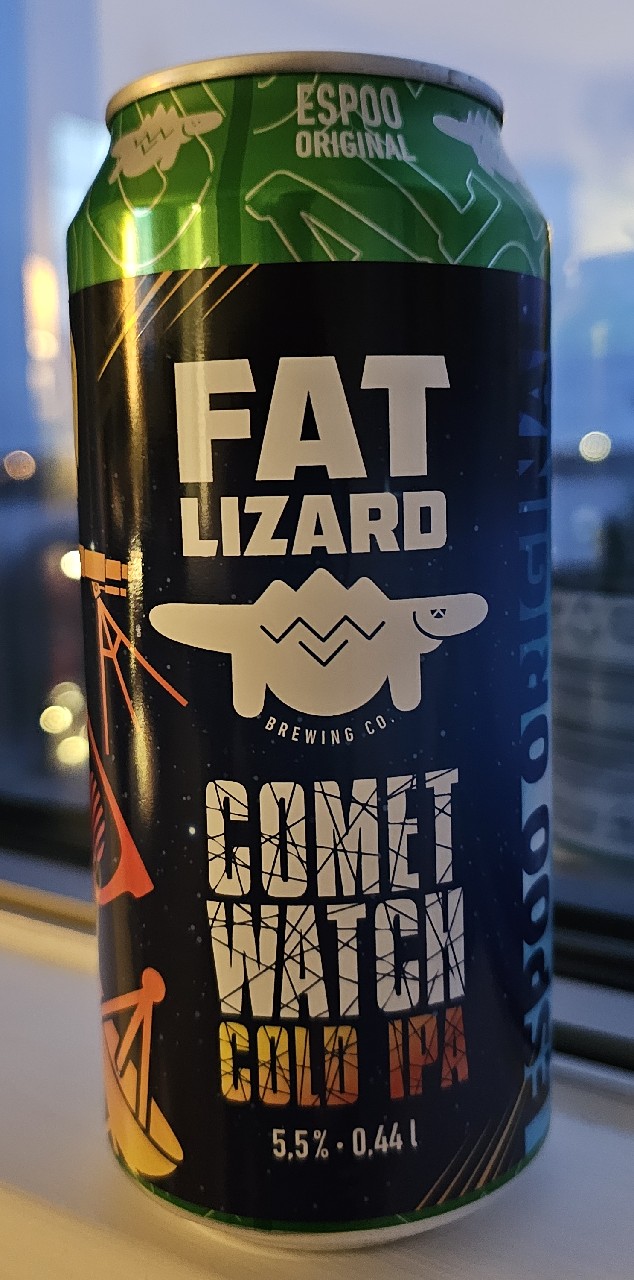 ESPOO
ORIGINAL
FAT
LIZARD
BREWING CO.
COMET
WATCH
COLD IPA
5,5% · 0,44 l
ESPOO ORIGINAL